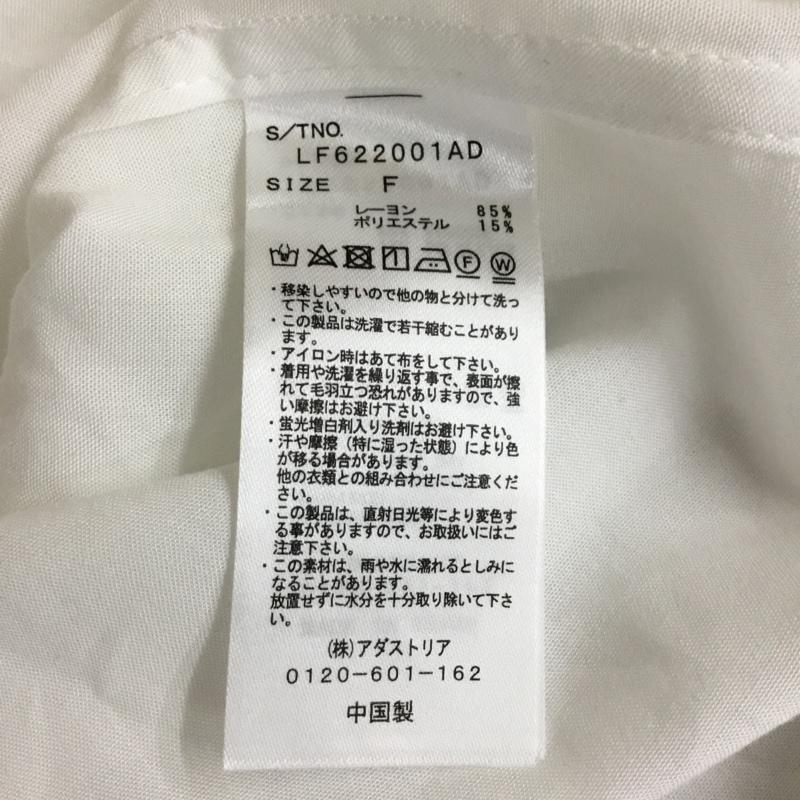 S/TNO.
LF622001AD
SIZE F
レーヨン 85%
ポリエステル 15%
F W
・移染しやすいので他の物と分けて洗っ
て下さい。
・この製品は洗濯で若干縮むことがあり
ます。
・アイロン時はあて布をして下さい。
・着用や洗濯を繰り返す事で、表面が擦
れて毛羽立つ恐れがありますので、強
い摩擦はお避け下さい。
・蛍光増白剤入り洗剤はお避け下さい。
・汗や摩擦（特に湿った状態）により色
が移る場合があります。
他の衣類との組み合わせにご注意くだ
さい。
・この製品は、直射日光等により変色す
る事がありますので、お取扱いにはご
注意下さい。
・この素材は、雨や水に濡れるとしみに
なることがあります。
放置せずに水分を十分取り除いて下さ
い。
(株)アダストリア
0120-601-162
中国製